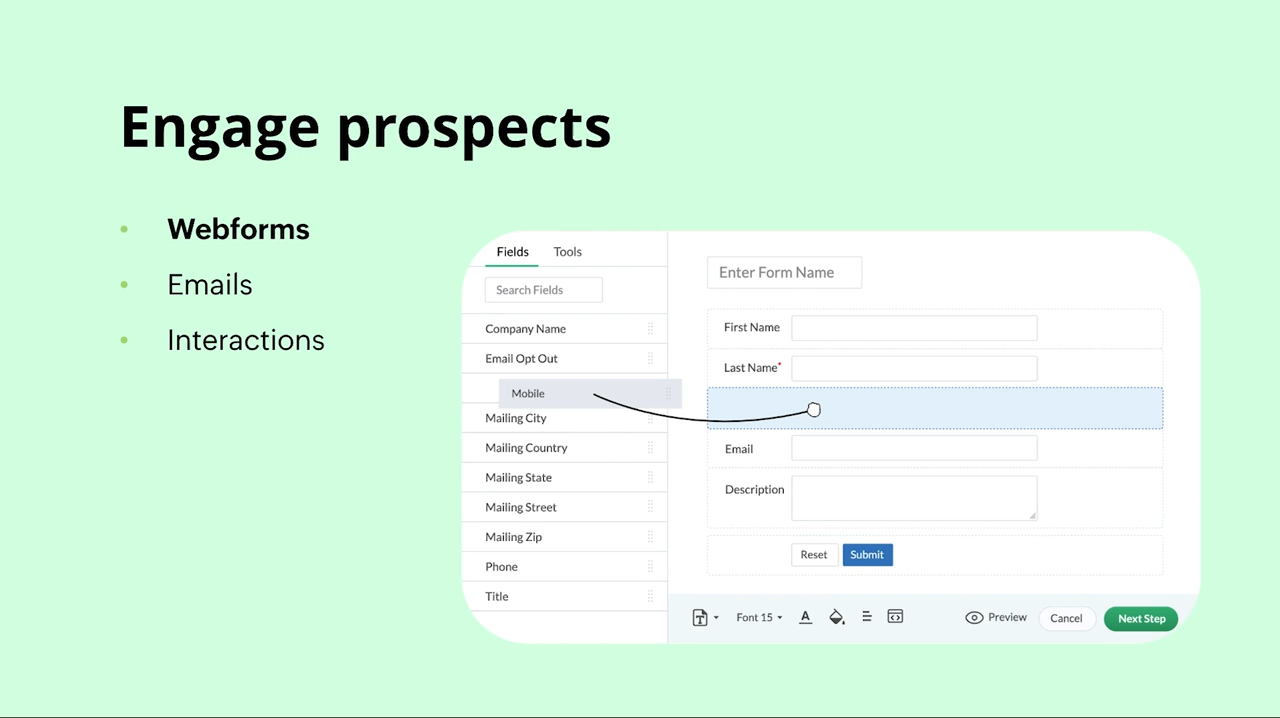 Engage prospects
• Webforms
• Emails
• Interactions
Fields Tools
Search Fields
Company Name
Email Opt Out
Mobile
Mailing City
Mailing Country
Mailing State
Mailing Street
Mailing Zip
Phone
Title
Enter Form Name
First Name
Last Name*
Email
Description
Reset Submit
T Font 15 A Preview Cancel Next Step